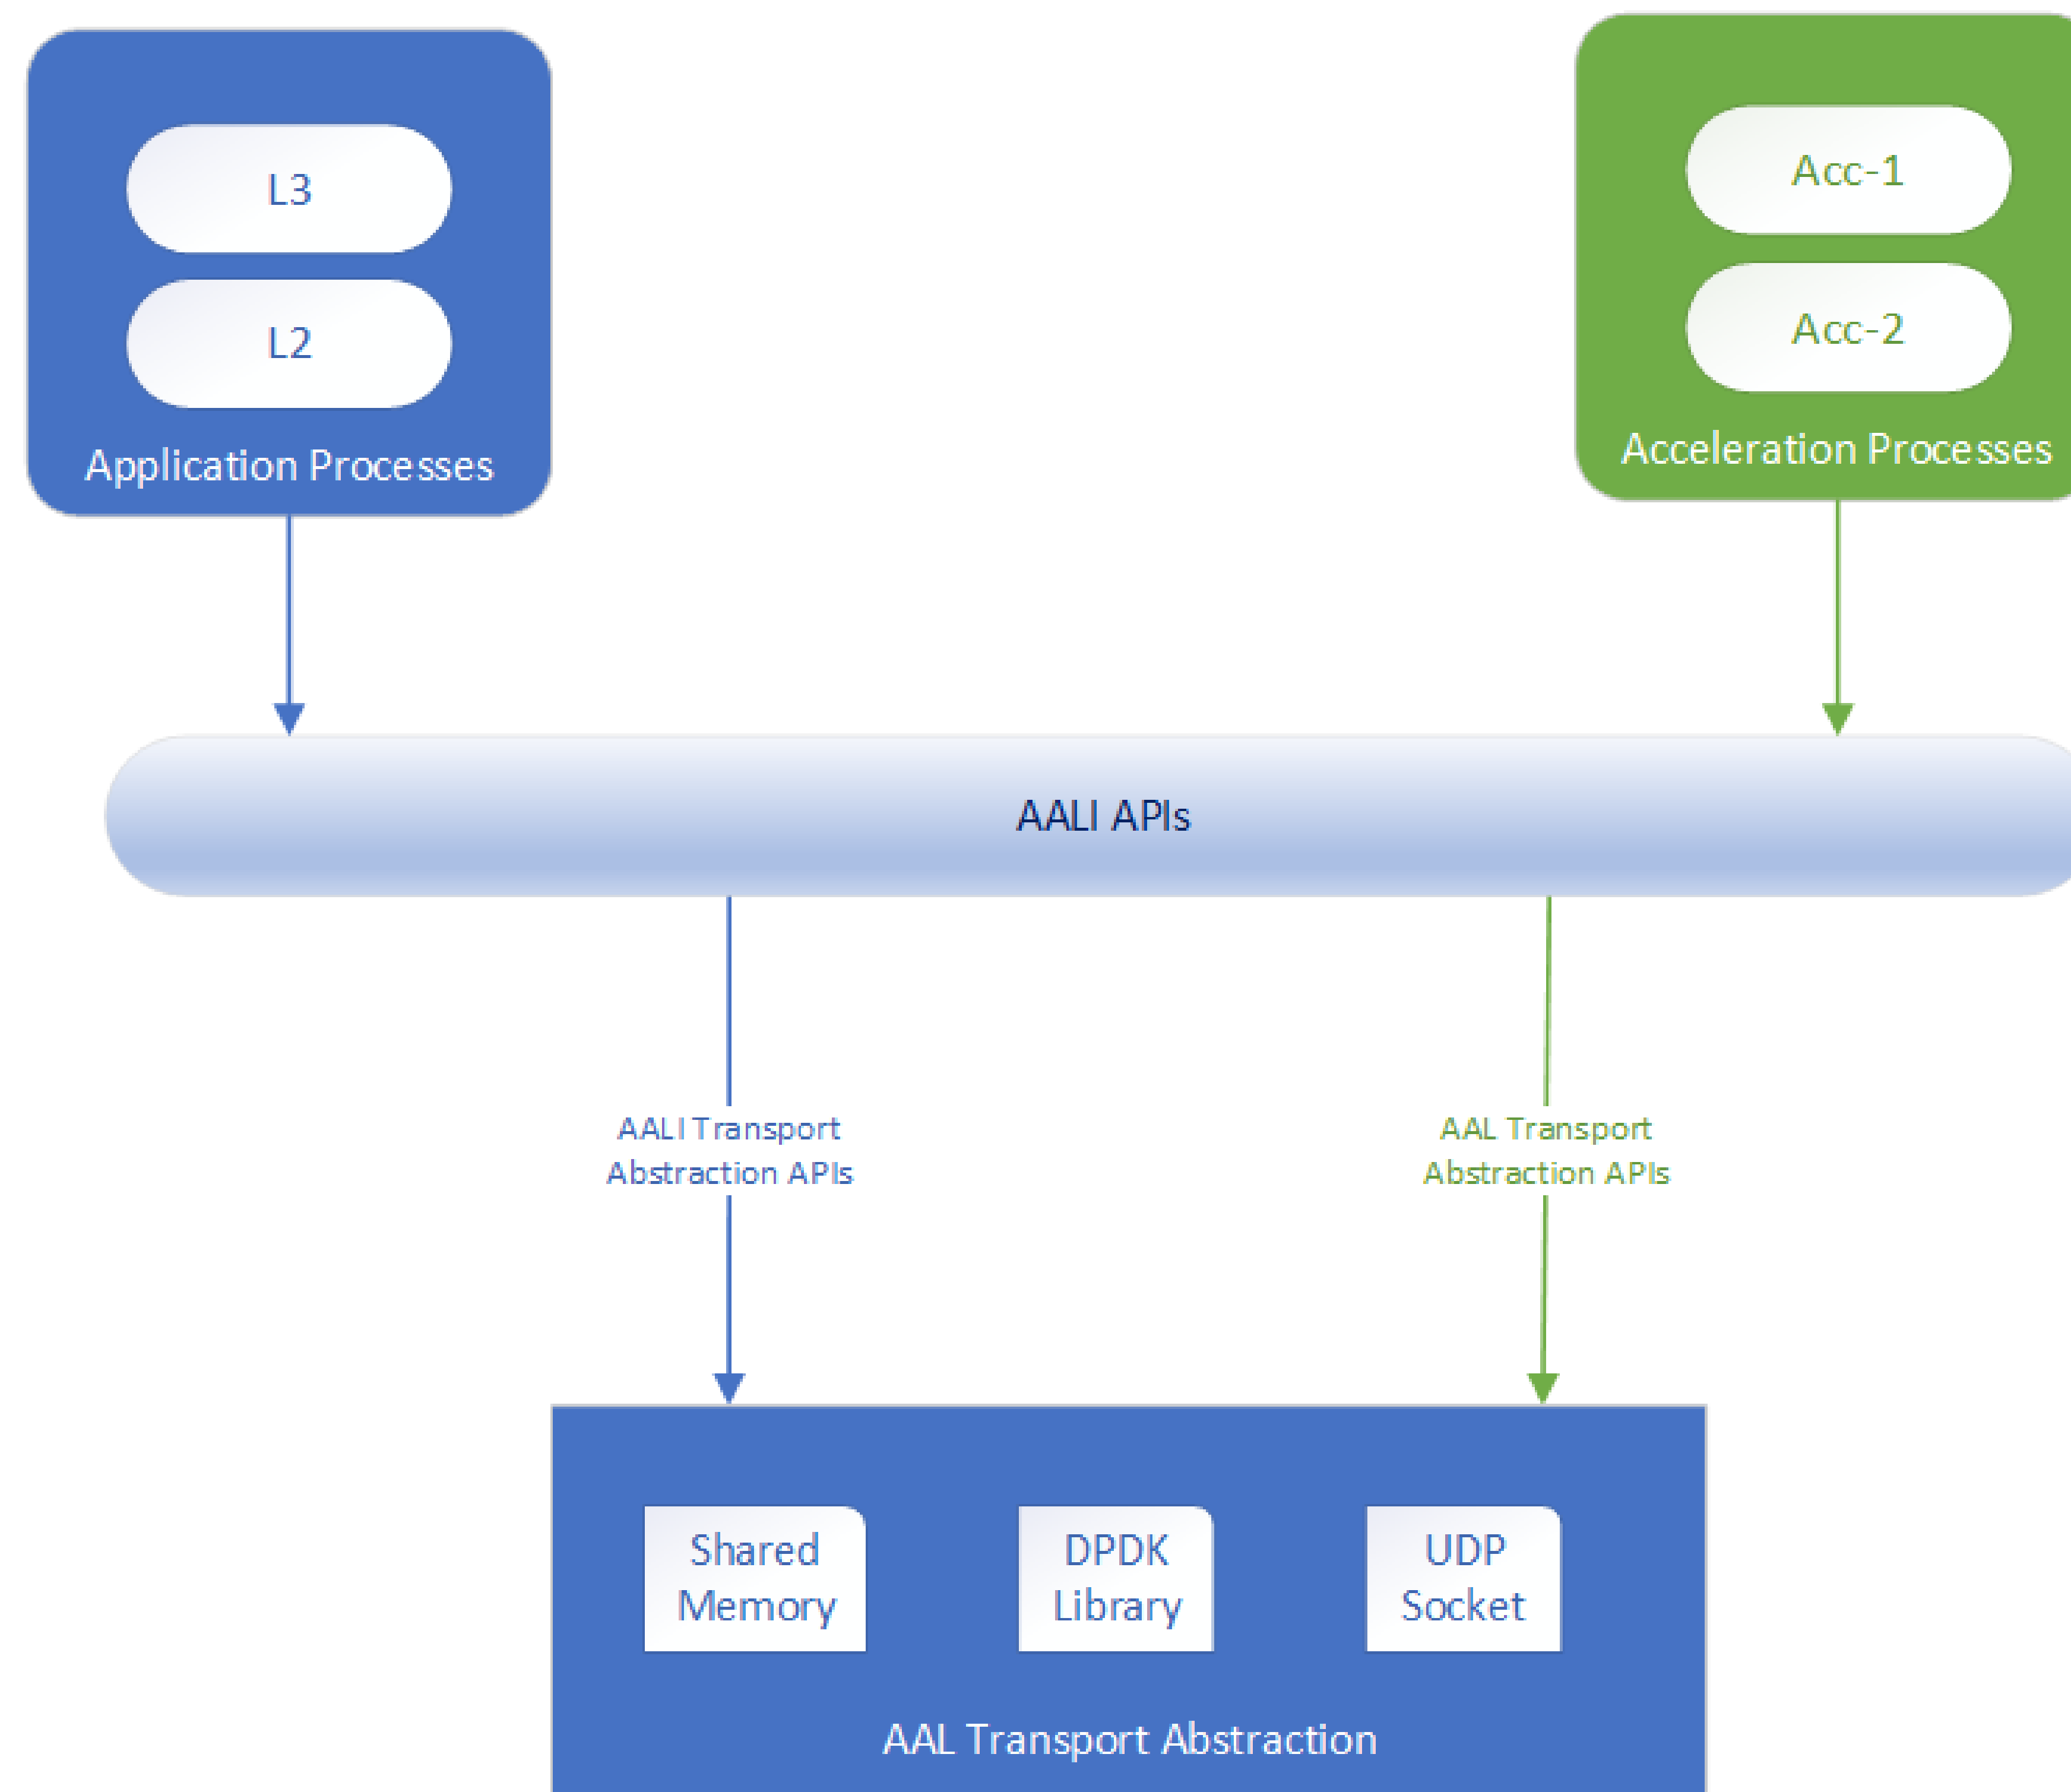 L3
L2
Application Processes
Acc-1
Acc-2
Acceleration Processes
AALI APIs
AALI Transport
Abstraction APIs
AAL Transport
Abstraction APIs
Shared
Memory
DPDK
Library
UDP
Socket
AAL Transport Abstraction